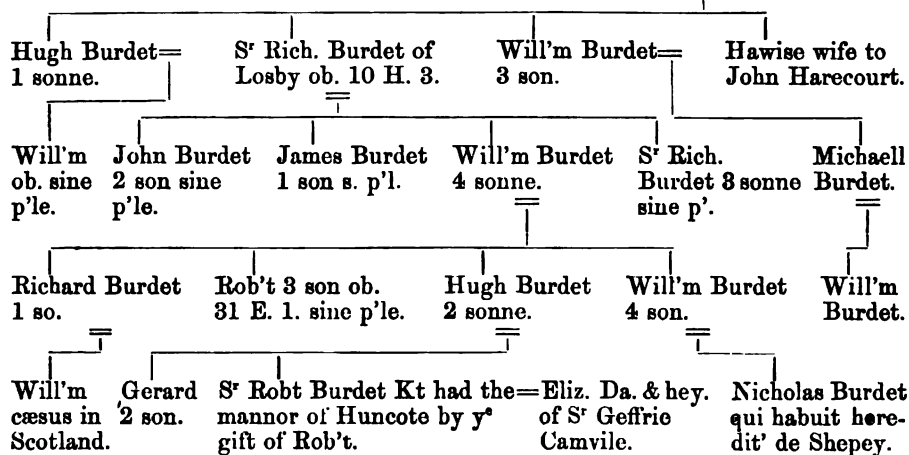 Hugh Burdet=
1 sonne.
Sʳ Rich. Burdet of
Losby ob. 10 H. 3.
Will'm Burdet=
3 son.
Hawise wife to
John Harecourt.
Will'm
ob. sine
p'le.
John Burdet
2 son sine
p'le.
James Burdet
1 son s. p'l.
Will'm Burdet
4 sonne.
Sʳ Rich.
Burdet 3 sonne
sine p'.
Michaell
Burdet.
Richard Burdet
1 so.
Rob't 3 son ob.
31 E. 1. sine p'le.
Hugh Burdet
2 sonne.
Will'm Burdet
4 son.
Will'm
Burdet.
Will'm
cæsus in
Scotland.
Gerard
2 son.
Sʳ Robt Burdet Kt had the=
mannor of Huncote by yᵉ
gift of Rob't.
Eliz. Da. & hey.
of Sʳ Geffrie
Camvile.
Nicholas Burdet
qui habuit here-
dit' de Shepey.